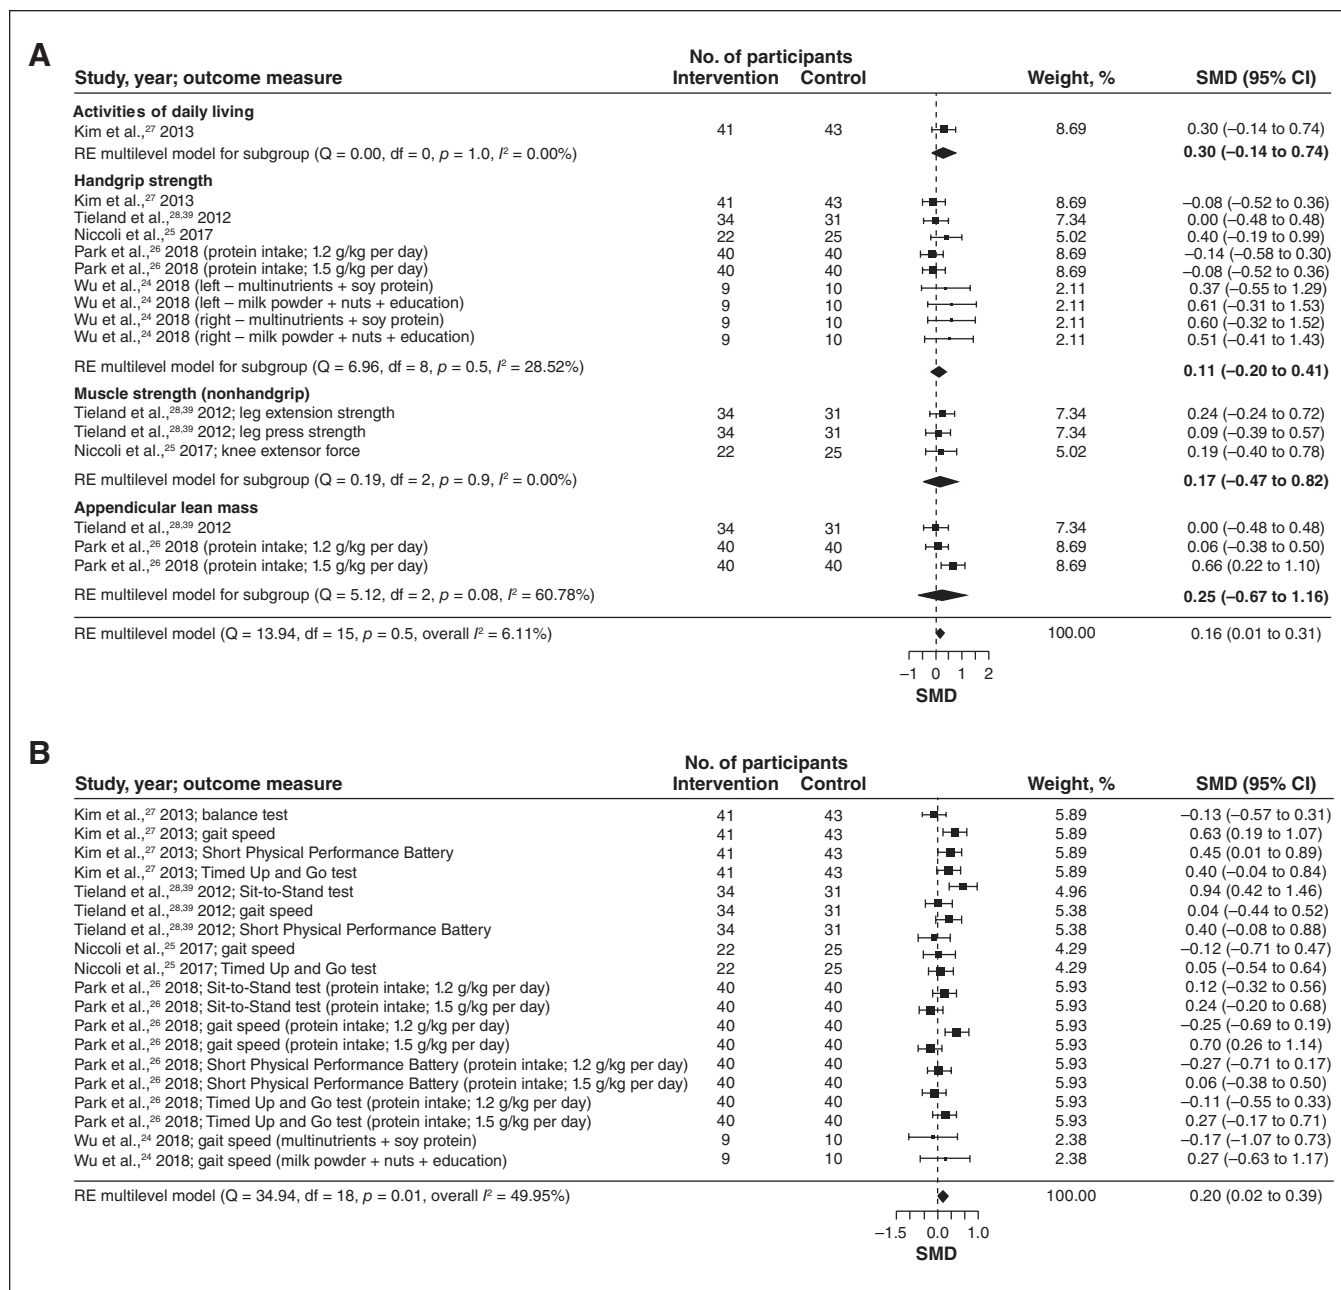 A
No. of participants
Study, year; outcome measure Intervention Control Weight, % SMD (95% CI)
Activities of daily living
Kim et al.,27 2013 41 43 8.69 0.30 (–0.14 to 0.74)
RE multilevel model for subgroup (Q = 0.00, df = 0, p = 1.0, I2 = 0.00%) 0.30 (–0.14 to 0.74)
Handgrip strength
Kim et al.,27 2013 41 43 8.69 –0.08 (–0.52 to 0.36)
Tieland et al.,28,39 2012 34 31 7.34 0.00 (–0.48 to 0.48)
Niccoli et al.,25 2017 22 25 5.02 0.40 (–0.19 to 0.99)
Park et al.,26 2018 (protein intake; 1.2 g/kg per day) 40 40 8.69 –0.14 (–0.58 to 0.30)
Park et al.,26 2018 (protein intake; 1.5 g/kg per day) 40 40 8.69 –0.08 (–0.52 to 0.36)
Wu et al.,24 2018 (left – multinutrients + soy protein) 9 10 2.11 0.37 (–0.55 to 1.29)
Wu et al.,24 2018 (left – milk powder + nuts + education) 9 10 2.11 0.61 (–0.31 to 1.53)
Wu et al.,24 2018 (right – multinutrients + soy protein) 9 10 2.11 0.60 (–0.32 to 1.52)
Wu et al.,24 2018 (right – milk powder + nuts + education) 9 10 2.11 0.51 (–0.41 to 1.43)
RE multilevel model for subgroup (Q = 6.96, df = 8, p = 0.5, I2 = 28.52%) 0.11 (–0.20 to 0.41)
Muscle strength (nonhandgrip)
Tieland et al.,28,39 2012; leg extension strength 34 31 7.34 0.24 (–0.24 to 0.72)
Tieland et al.,28,39 2012; leg press strength 34 31 7.34 0.09 (–0.39 to 0.57)
Niccoli et al.,25 2017; knee extensor force 22 25 5.02 0.19 (–0.40 to 0.78)
RE multilevel model for subgroup (Q = 0.19, df = 2, p = 0.9, I2 = 0.00%) 0.17 (–0.47 to 0.82)
Appendicular lean mass
Tieland et al.,28,39 2012 34 31 7.34 0.00 (–0.48 to 0.48)
Park et al.,26 2018 (protein intake; 1.2 g/kg per day) 40 40 8.69 0.06 (–0.38 to 0.50)
Park et al.,26 2018 (protein intake; 1.5 g/kg per day) 40 40 8.69 0.66 (0.22 to 1.10)
RE multilevel model for subgroup (Q = 5.12, df = 2, p = 0.08, I2 = 60.78%) 0.25 (–0.67 to 1.16)
RE multilevel model (Q = 13.94, df = 15, p = 0.5, overall I2 = 6.11%) 100.00 0.16 (0.01 to 0.31)
–1 0 1 2
SMD
B
No. of participants
Study, year; outcome measure Intervention Control Weight, % SMD (95% CI)
Kim et al.,27 2013; balance test 41 43 5.89 –0.13 (–0.57 to 0.31)
Kim et al.,27 2013; gait speed 41 43 5.89 0.63 (0.19 to 1.07)
Kim et al.,27 2013; Short Physical Performance Battery 41 43 5.89 0.45 (0.01 to 0.89)
Kim et al.,27 2013; Timed Up and Go test 41 43 5.89 0.40 (–0.04 to 0.84)
Tieland et al.,28,39 2012; Sit-to-Stand test 34 31 4.96 0.94 (0.42 to 1.46)
Tieland et al.,28,39 2012; gait speed 34 31 5.38 0.04 (–0.44 to 0.52)
Tieland et al.,28,39 2012; Short Physical Performance Battery 34 31 5.38 0.40 (–0.08 to 0.88)
Niccoli et al.,25 2017; gait speed 22 25 4.29 –0.12 (–0.71 to 0.47)
Niccoli et al.,25 2017; Timed Up and Go test 22 25 4.29 0.05 (–0.54 to 0.64)
Park et al.,26 2018; Sit-to-Stand test (protein intake; 1.2 g/kg per day) 40 40 5.93 0.12 (–0.32 to 0.56)
Park et al.,26 2018; Sit-to-Stand test (protein intake; 1.5 g/kg per day) 40 40 5.93 0.24 (–0.20 to 0.68)
Park et al.,26 2018; gait speed (protein intake; 1.2 g/kg per day) 40 40 5.93 –0.25 (–0.69 to 0.19)
Park et al.,26 2018; gait speed (protein intake; 1.5 g/kg per day) 40 40 5.93 0.70 (0.26 to 1.14)
Park et al.,26 2018; Short Physical Performance Battery (protein intake; 1.2 g/kg per day) 40 40 5.93 –0.27 (–0.71 to 0.17)
Park et al.,26 2018; Short Physical Performance Battery (protein intake; 1.5 g/kg per day) 40 40 5.93 0.06 (–0.38 to 0.50)
Park et al.,26 2018; Timed Up and Go test (protein intake; 1.2 g/kg per day) 40 40 5.93 –0.11 (–0.55 to 0.33)
Park et al.,26 2018; Timed Up and Go test (protein intake; 1.5 g/kg per day) 40 40 5.93 0.27 (–0.17 to 0.71)
Wu et al.,24 2018; gait speed (multinutrients + soy protein) 9 10 2.38 –0.17 (–1.07 to 0.73)
Wu et al.,24 2018; gait speed (milk powder + nuts + education) 9 10 2.38 0.27 (–0.63 to 1.17)
RE multilevel model (Q = 34.94, df = 18, p = 0.01, overall I2 = 49.95%) 100.00 0.20 (0.02 to 0.39)
–1.5 0.0 1.0
SMD